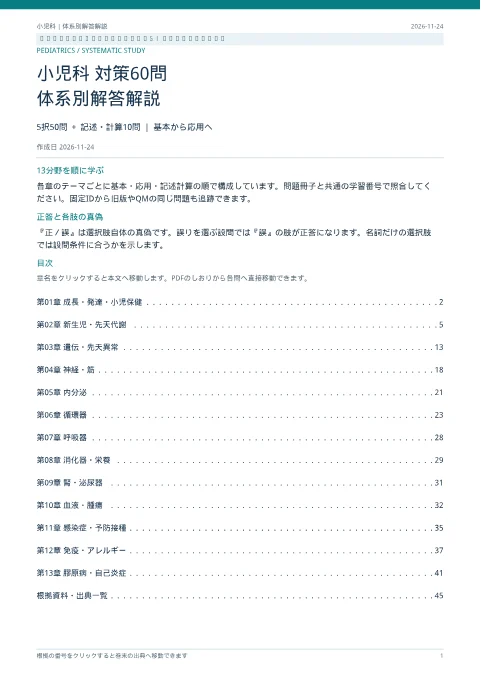 小児科 | 体系別解答解説
2026-11-24
PEDIATRICS / SYSTEMATIC STUDY
小児科 対策60問
体系別解答解説
5択50問 + 記述・計算10問 | 基本から応用へ
作成日 2026-11-24
13分野を順に学ぶ
各章のテーマごとに基本・応用・記述計算の順で構成しています。問題冊子と共通の学習番号で照合してく
ださい。固定IDから旧版やQMの同じ問題も追跡できます。
正答と各肢の真偽
『正／誤』は選択肢自体の真偽です。誤りを選ぶ設問では『誤』の肢が正答になります。名詞だけの選択肢
では設問条件に合うかを示します。
目次
章名をクリックすると本文へ移動します。PDFのしおりから各問へ直接移動できます。
第01章 成長・発達・小児保健 2
第02章 新生児・先天代謝 5
第03章 遺伝・先天異常 13
第04章 神経・筋 18
第05章 内分泌 21
第06章 循環器 23
第07章 呼吸器 28
第08章 消化器・栄養 29
第09章 腎・泌尿器 31
第10章 血液・腫瘍 32
第11章 感染症・予防接種 35
第12章 免疫・アレルギー 37
第13章 膠原病・自己炎症 41
根拠資料・出典一覧 45
根拠の番号をクリックすると巻末の出典へ移動できます
1